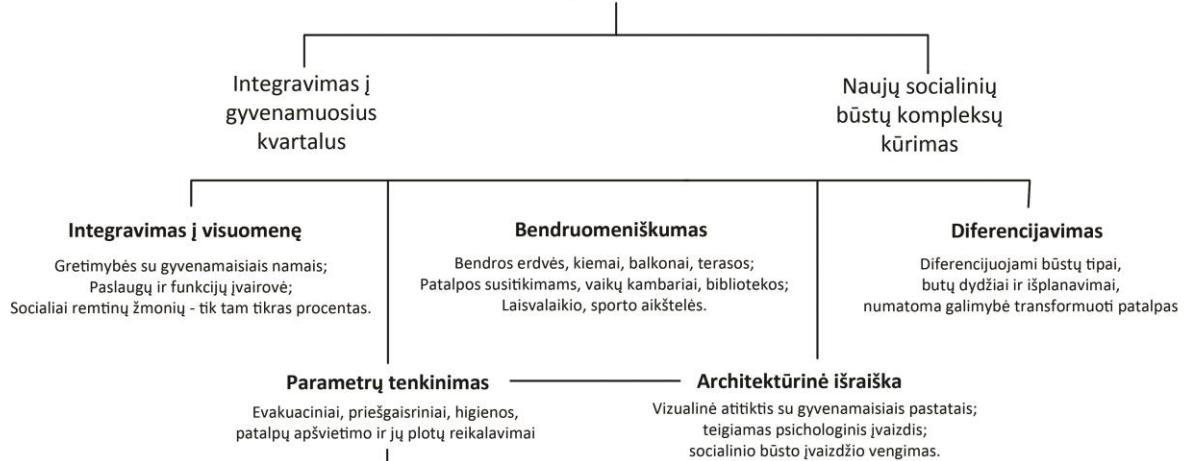 Integravimas į
gyvenamuosius
kvartalus
Naujų socialinių
būstų kompleksų
kūrimas
Integravimas į visuomenę
Gretimybės su gyvenamaisiais namais;
Paslaugų ir funkcijų įvairovė;
Socialiai remtinų žmonių - tik tam tikras procentas.
Bendruomeniškumas
Bendros erdvės, kiemai, balkonai, terasos;
Patalpos susitikimams, vaikų kambariai, bibliotekos;
Laisvalaikio, sporto aikštelės.
Diferencijavimas
Diferencijuojami būstų tipai,
butų dydžiai ir išplanavimai,
numatoma galimybė transformuoti patalpas
Parametrų tenkinimas
Evakuaciniai, priešgaisriniai, higienos,
patalpų apšvietimo ir jų plotų reikalavimai
Architektūrinė išraiška
Vizualinė atitiktis su gyvenamaisiais pastatais;
teigiamas psichologinis įvaizdis;
socialinio būsto įvaizdžio vengimas.